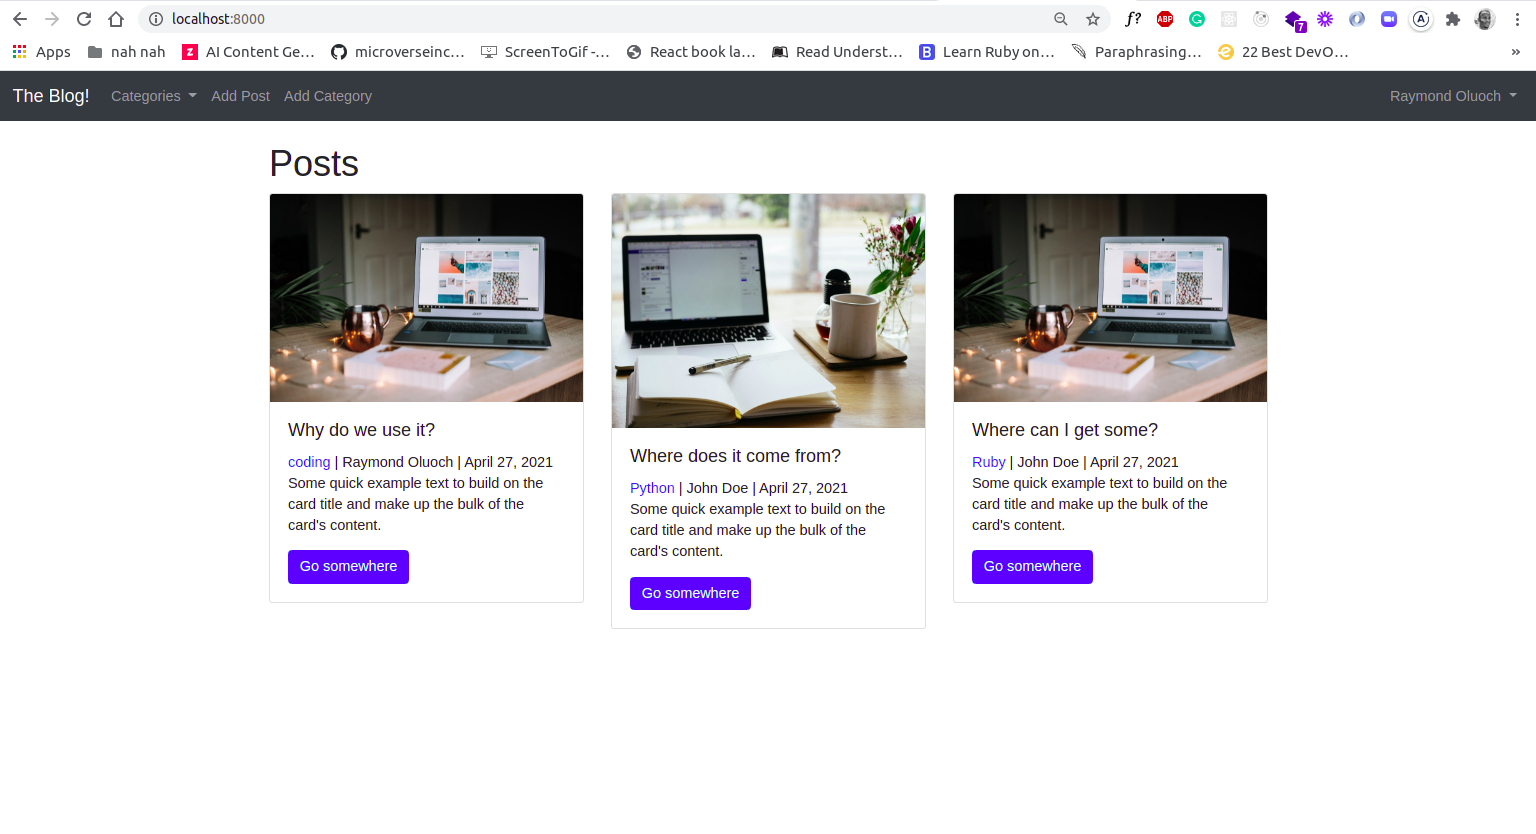 localhost:8000
f?
ABP
7
Apps
nah nah
AI Content Ge...
microverseinc...
ScreenToGif -...
React book la...
Read Underst...
Learn Ruby on...
Paraphrasing...
22 Best DevO...
»
The Blog!
Categories
Add Post
Add Category
Raymond Oluoch
Posts
Why do we use it?
coding | Raymond Oluoch | April 27, 2021
Some quick example text to build on the
card title and make up the bulk of the
card's content.
Go somewhere
Where does it come from?
Python | John Doe | April 27, 2021
Some quick example text to build on the
card title and make up the bulk of the
card's content.
Go somewhere
Where can I get some?
Ruby | John Doe | April 27, 2021
Some quick example text to build on the
card title and make up the bulk of the
card's content.
Go somewhere